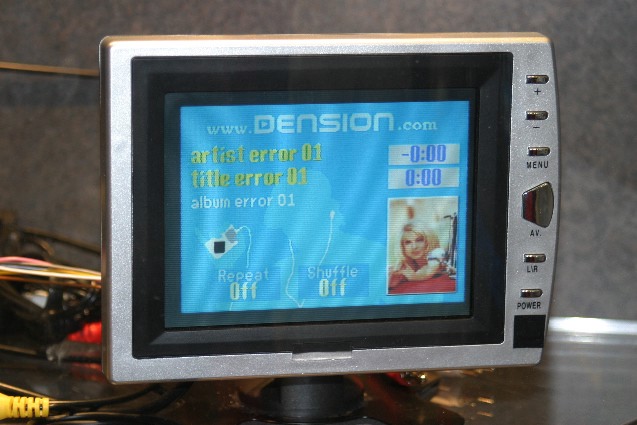 www.DENSION.com
artist error 01
-0:00
title error 01
0:00
album error 01
Repeat
Off
Shuffle
Off
+
-
MENU
AV.
L\R
POWER